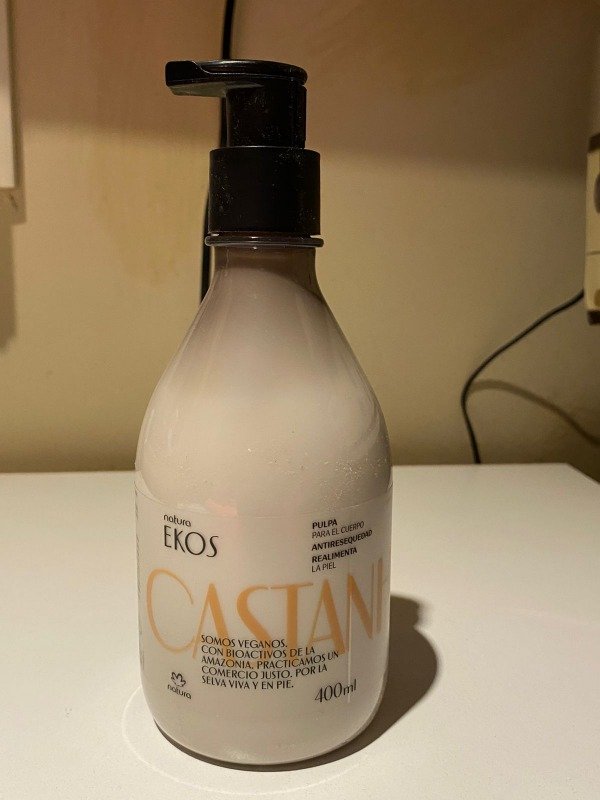 natura
EKOS
PULPA
PARA EL CUERPO
ANTIRESEQUEDAD
REALIMENTA
LA PIEL
CASTANH
SOMOS VEGANOS,
CON BIOACTIVOS DE LA
AMAZONIA, PRACTICAMOS UN
COMERCIO JUSTO. POR LA
SELVA VIVA Y EN PIE.
natura
400ml